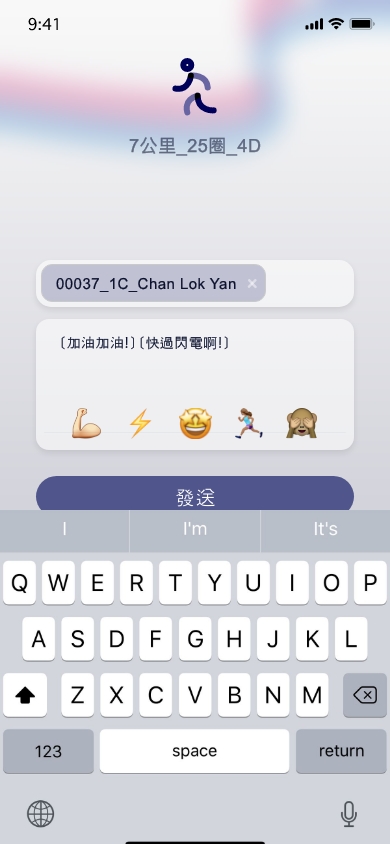 9:41
7公里_25圈_4D
00037_1C_Chan Lok Yan ×
〔加油加油!〕〔快過閃電啊!〕
發送
I I'm It's
Q W E R T Y U I O P
A S D F G H J K L
Z X C V B N M
123 space return